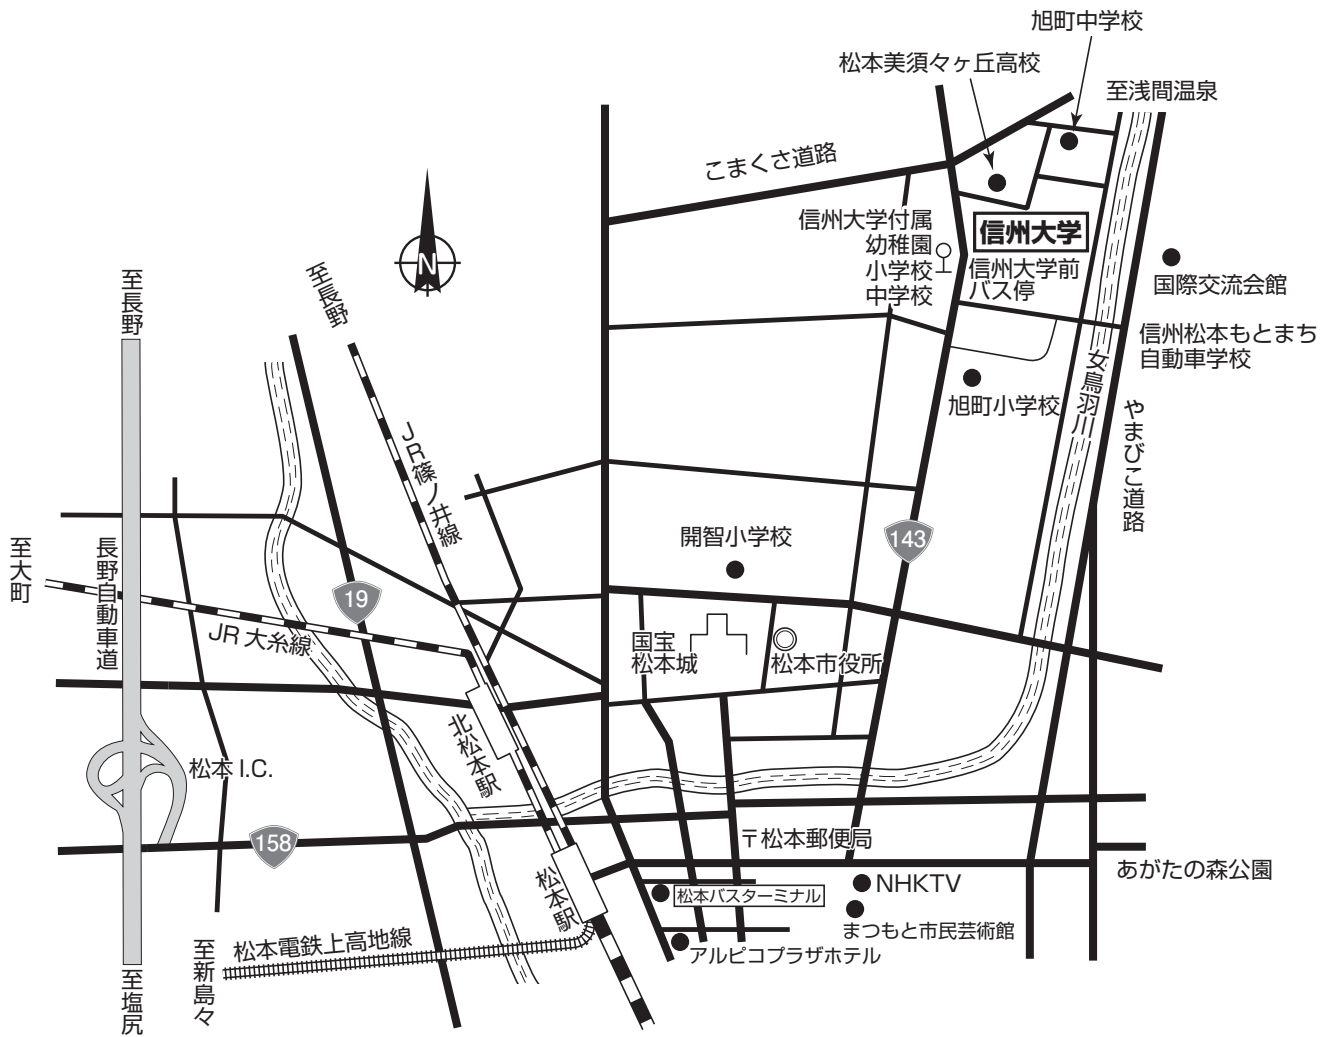 旭町中学校
松本美須々ヶ丘高校
至浅間温泉
こまくさ道路
信州大学付属
幼稚園
小学校
中学校
信州大学
信州大学前
バス停
国際交流会館
信州松本もとまち
自動車学校
N
至長野
至長野
女鳥羽川
旭町小学校
やまびこ道路
JR篠ノ井線
143
開智小学校
至大町
長野自動車道
19
JR大糸線
国宝
松本城
松本市役所
北松本駅
松本 I.C.
158
〒松本郵便局
あがたの森公園
松本駅
松本バスターミナル
NHKTV
まつもと市民芸術館
アルピコプラザホテル
松本電鉄上高地線
至新島々
至塩尻